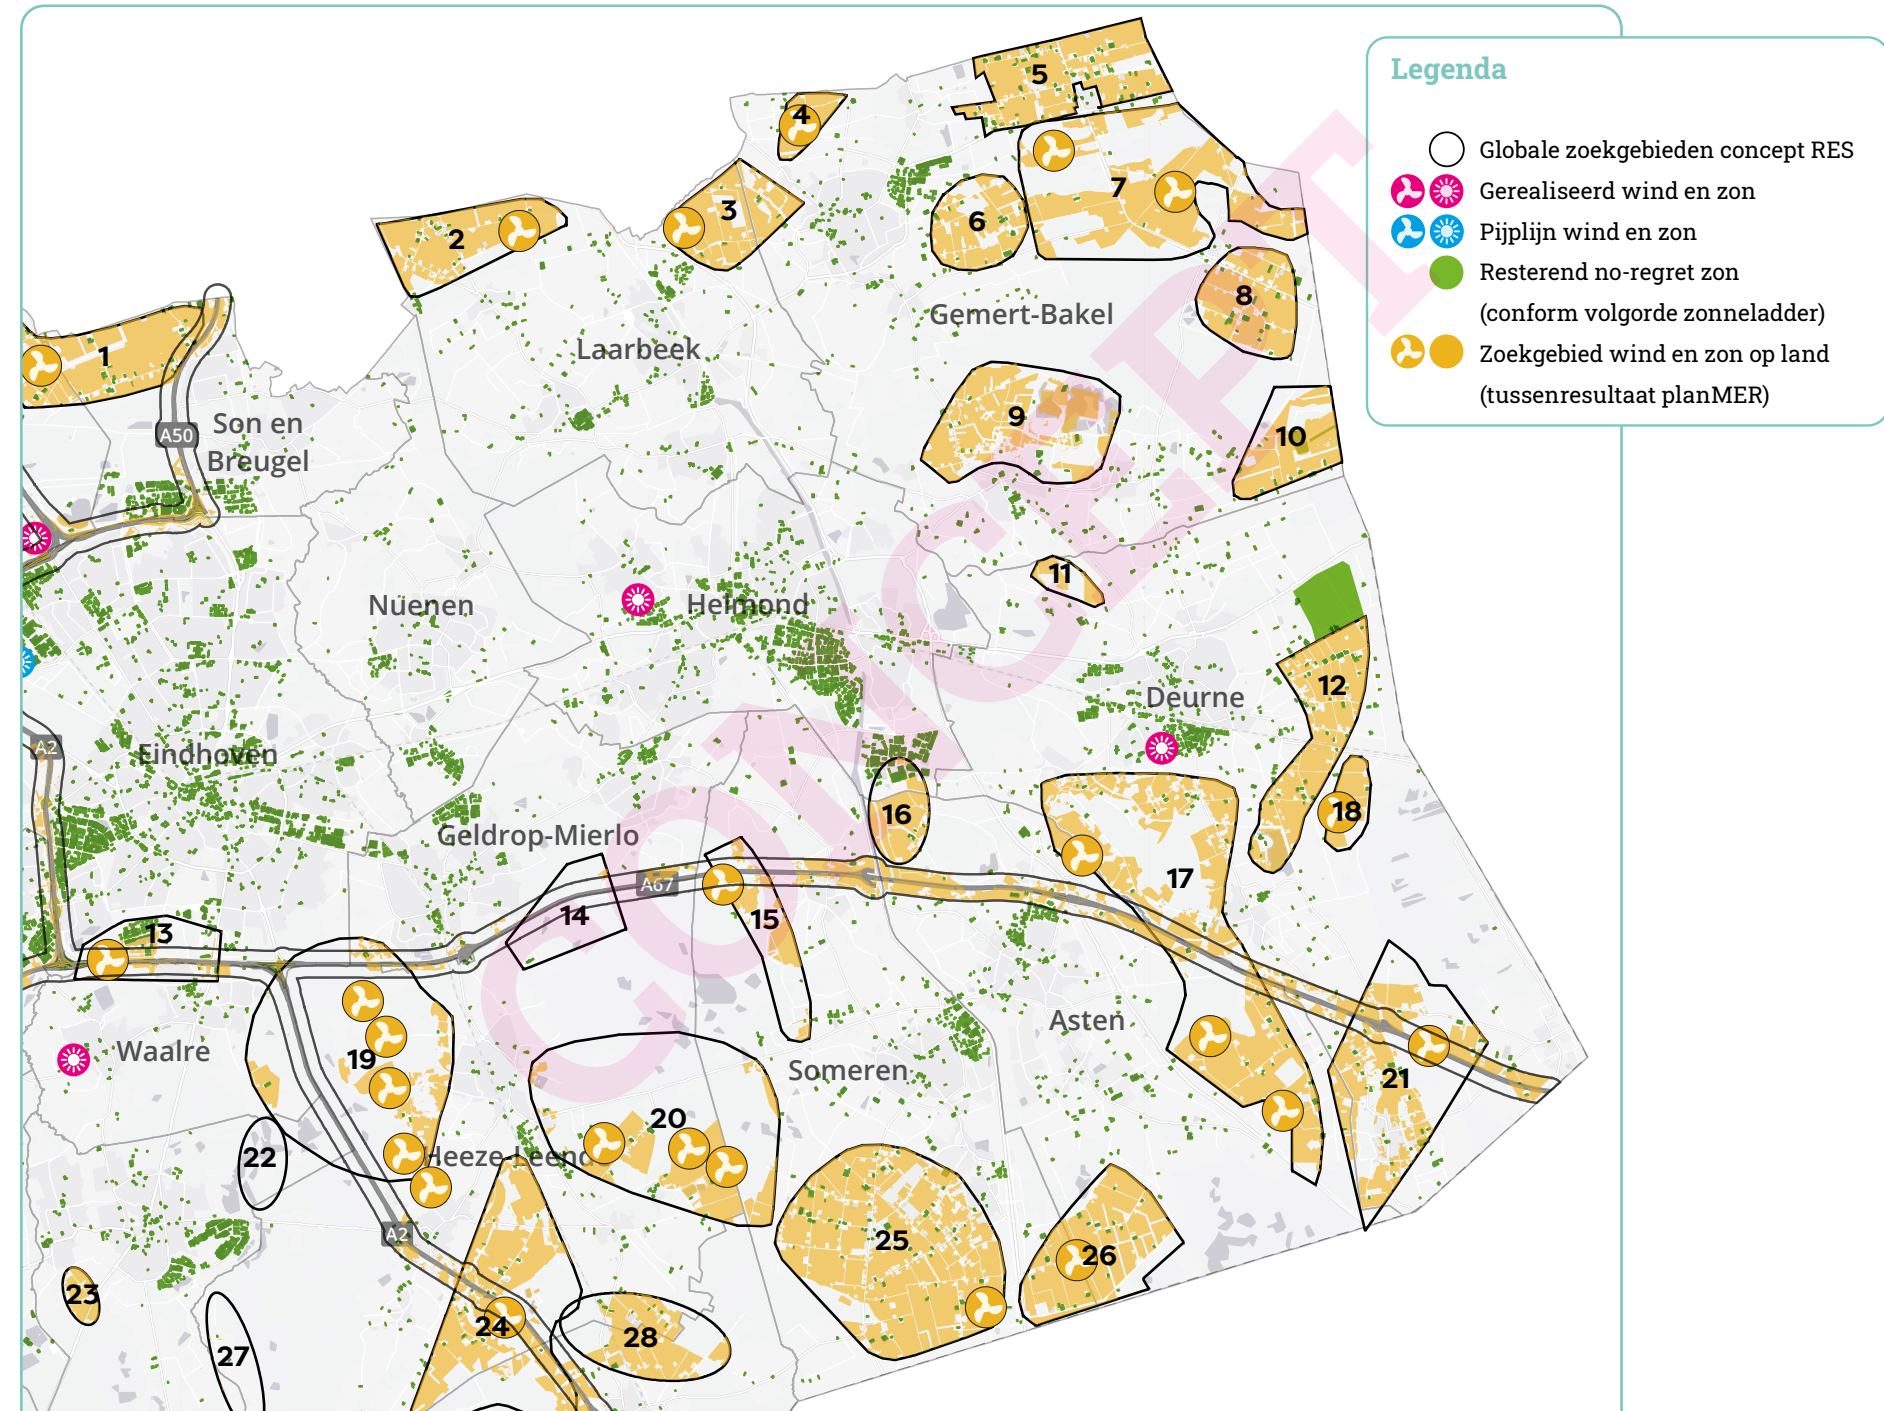 Legenda
Globale zoekgebieden concept RES
Gerealiseerd wind en zon
Pijplijn wind en zon
Resterend no-regret zon
(conform volgorde zonneladder)
Zoekgebied wind en zon op land
(tussenresultaat planMER)
5
4
7
3
6
2
8
Gemert-Bakel
Laarbeek
1
9
Son en
Breugel
A50
10
11
Nuenen
Helmond
12
Deurne
A2
Eindhoven
18
16
Geldrop-Mierlo
17
A67
14
15
13
Asten
Waalre
19
Someren
21
20
22
Heeze-Leend
A2
25
26
23
24
28
27
CONCEPT